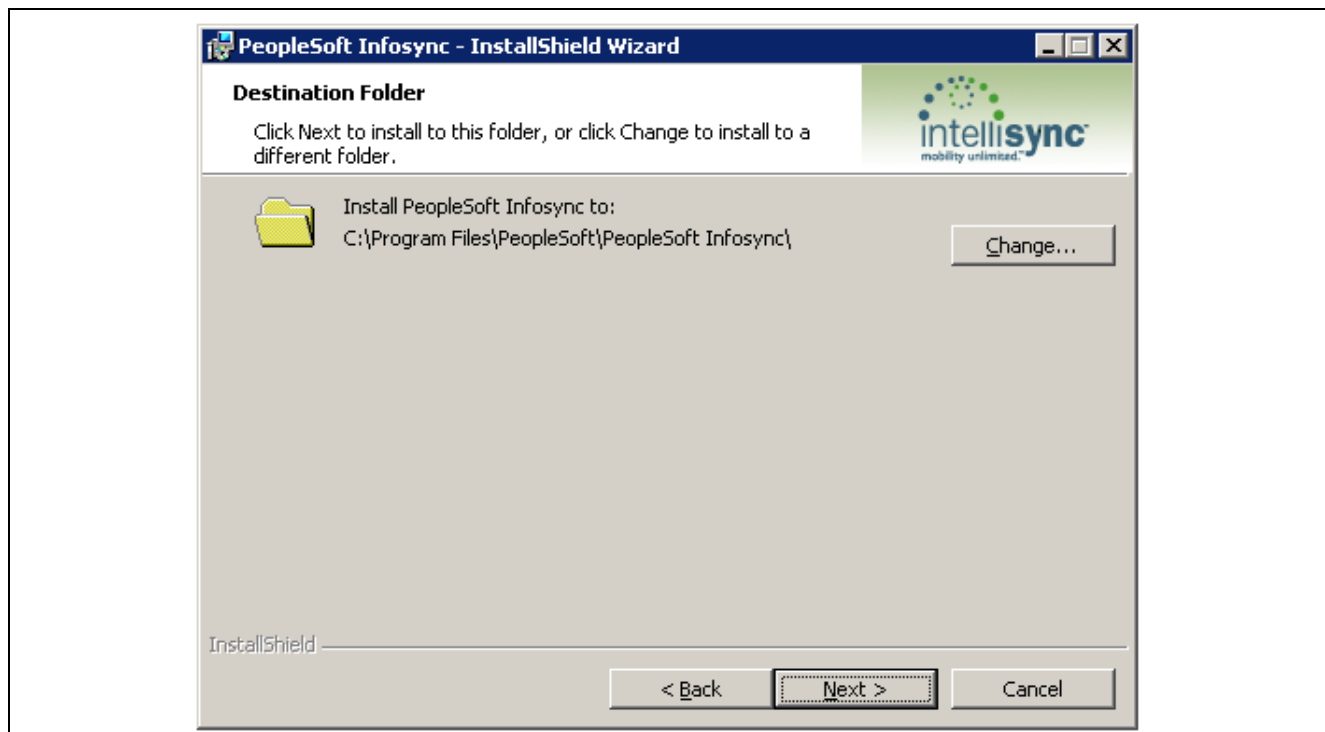 PeopleSoft Infosync - InstallShield Wizard
Destination Folder
Click Next to install to this folder, or click Change to install to a
different folder.
intellisync
mobility unlimited.™
Install PeopleSoft Infosync to:
C:\Program Files\PeopleSoft\PeopleSoft Infosync\
Change...
InstallShield
< Back
Next >
Cancel